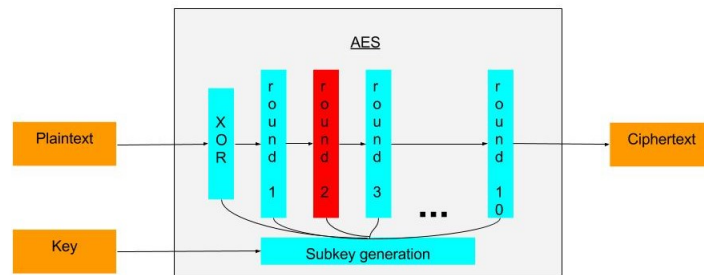 AES
Plaintext
XOR
round 1
round 2
round 3
...
round 10
Ciphertext
Key
Subkey generation